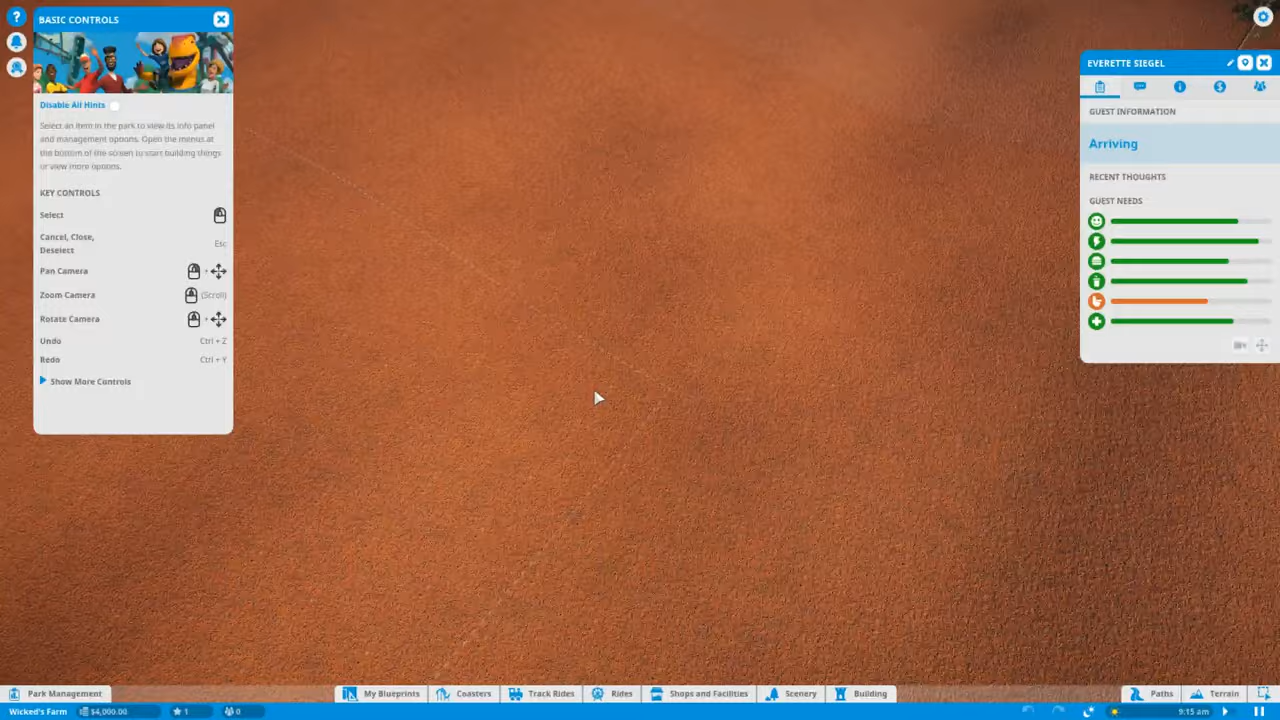 ?
BASIC CONTROLS
Disable All Hints
Select an item in the park to view its info panel
and management options. Open the menus at
the bottom of the screen to start building things
or view more options.
KEY CONTROLS
Select
Cancel, Close,
Deselect
Esc
Pan Camera
+
Zoom Camera
(Scroll)
Rotate Camera
+
Undo
Ctrl + Z
Redo
Ctrl + Y
Show More Controls
EVERETTE SIEGEL
GUEST INFORMATION
Arriving
RECENT THOUGHTS
GUEST NEEDS
Park Management
My Blueprints
Coasters
Track Rides
Rides
Shops and Facilities
Scenery
Building
Paths
Terrain
Wicked's Farm
$4,000.00
1
0
9:15 am